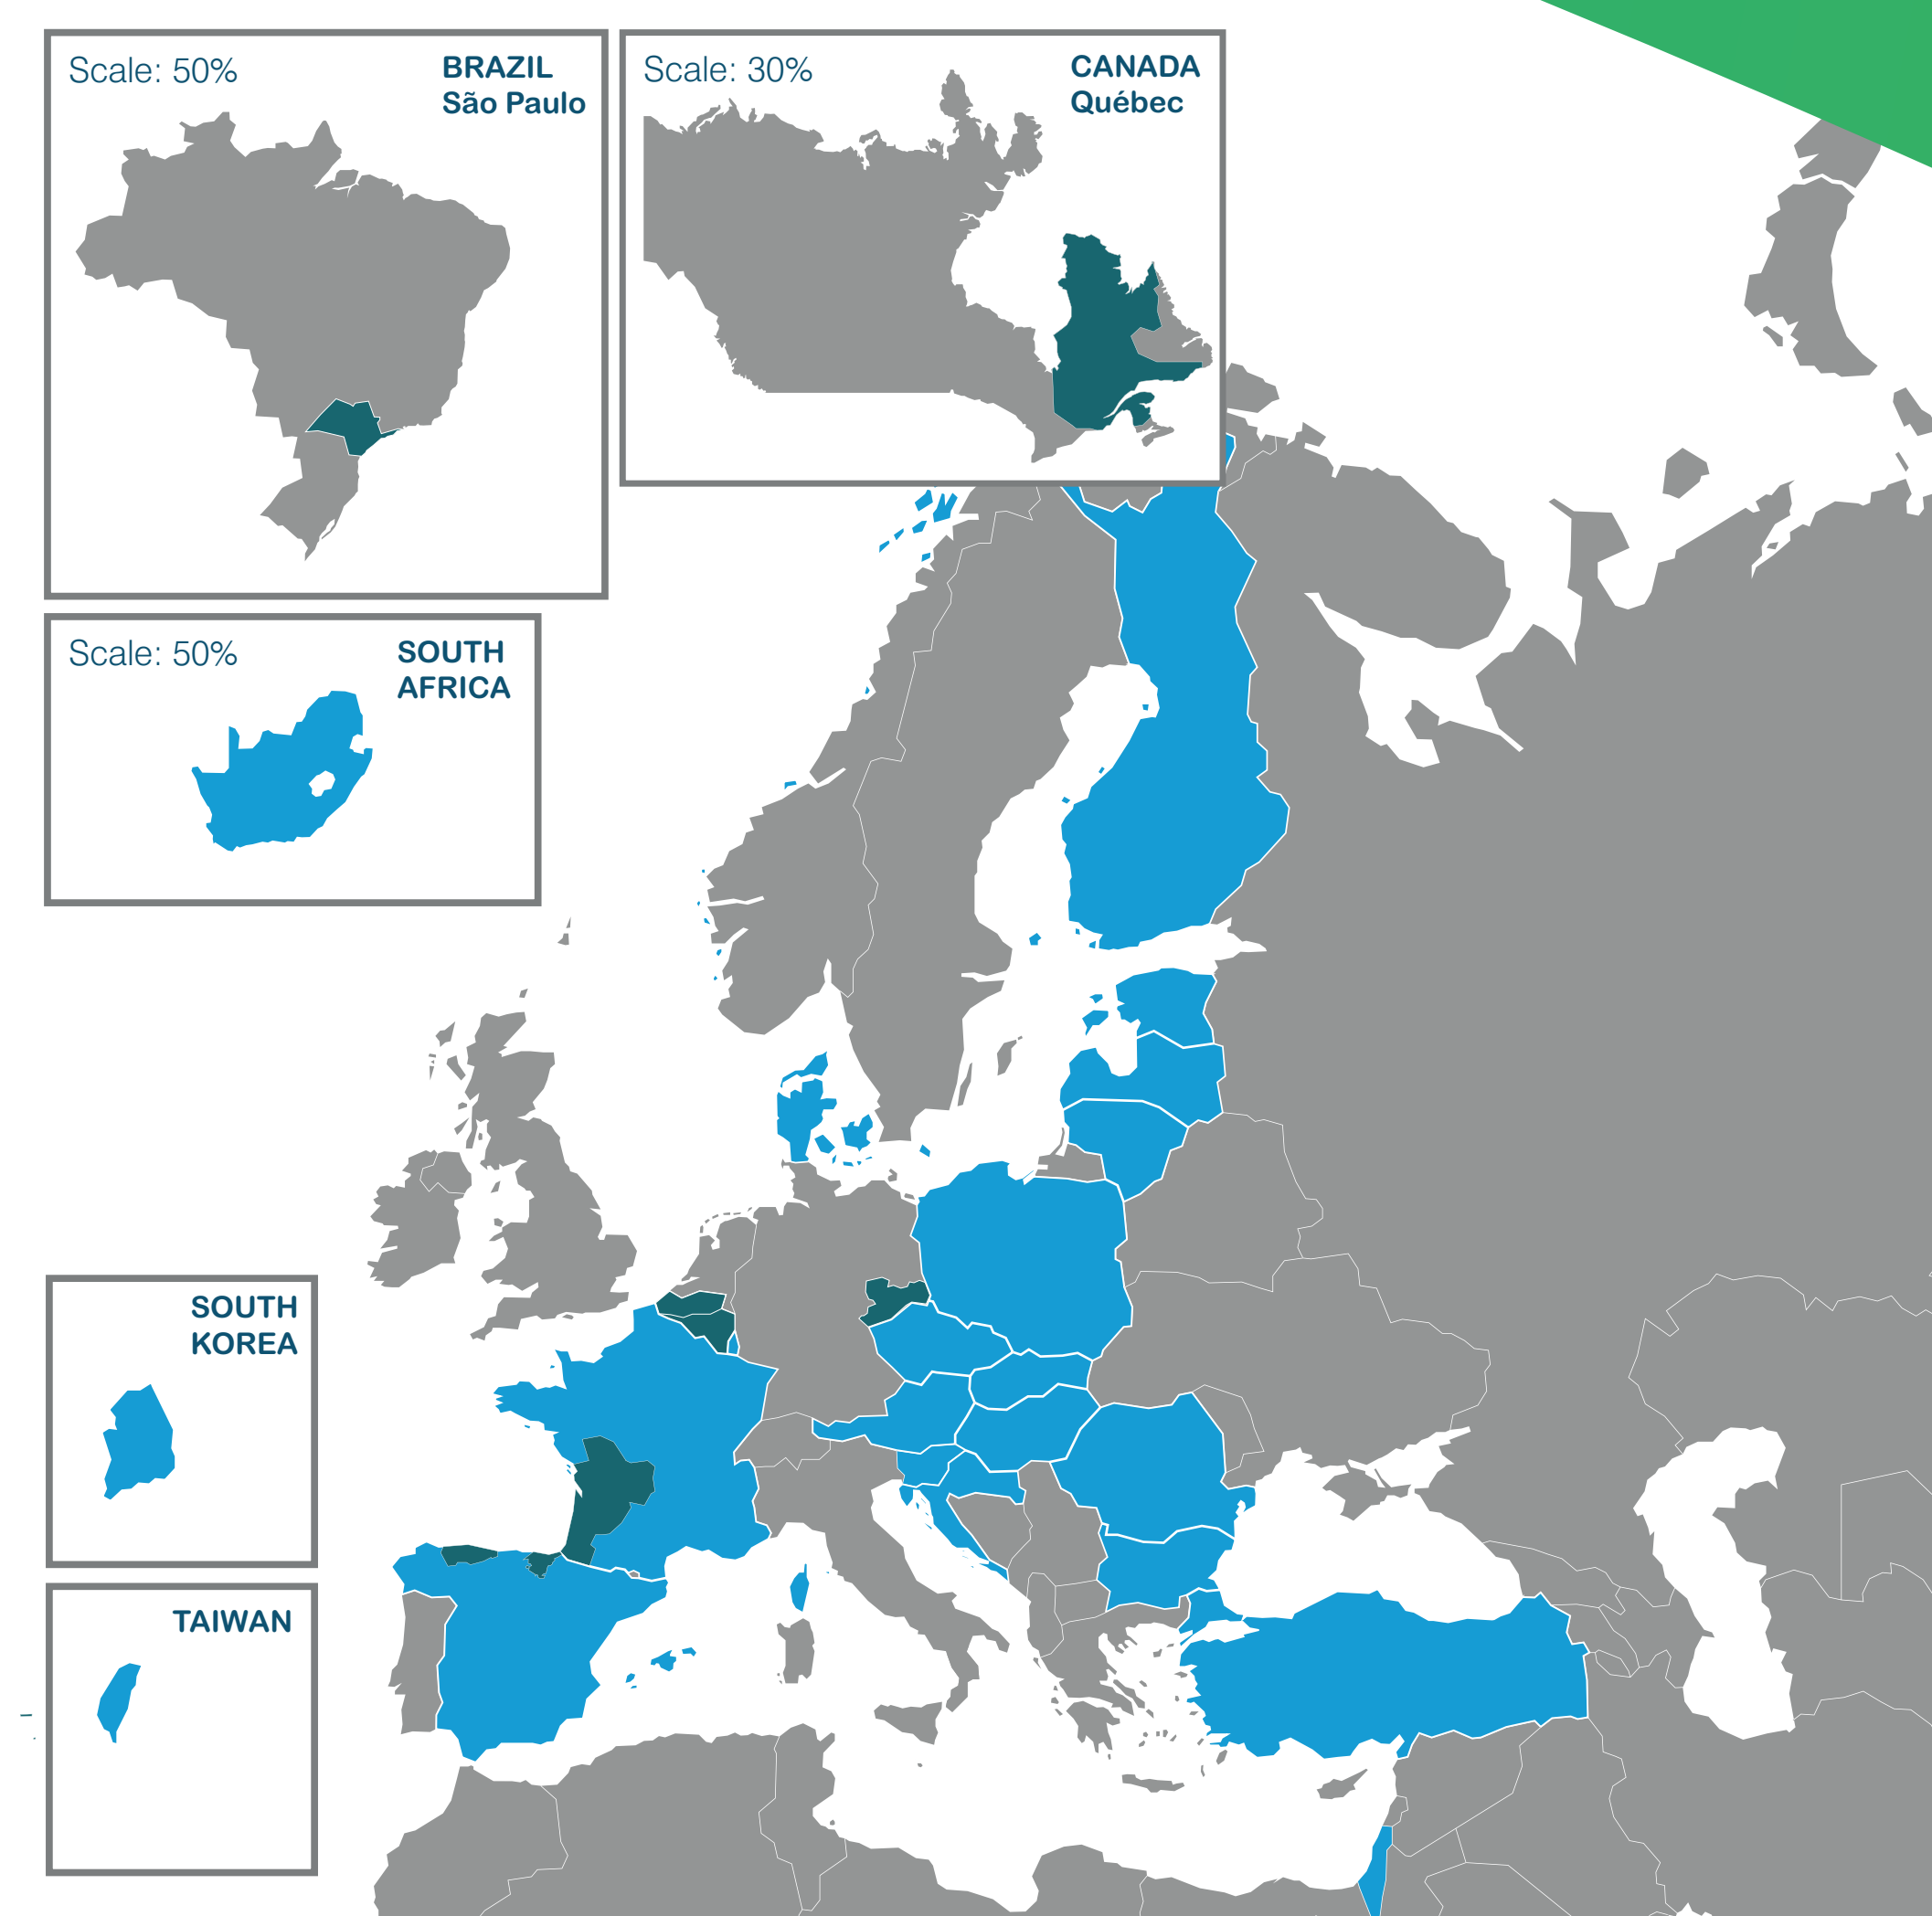 Scale: 50%
BRAZIL
São Paulo
Scale: 30%
CANADA
Québec
Scale: 50%
SOUTH
AFRICA
SOUTH
KOREA
TAIWAN